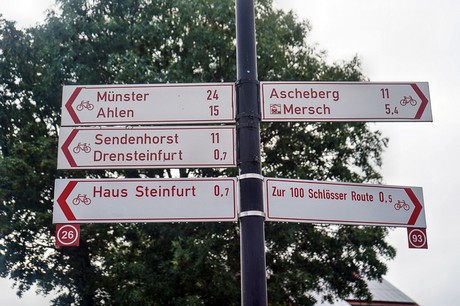 Münster 24
Ahlen 15
Sendenhorst 11
Drensteinfurt 0,7
Haus Steinfurt 0,7
26
Ascheberg 11
Mersch 5,4
Zur 100 Schlösser Route 0,5
93